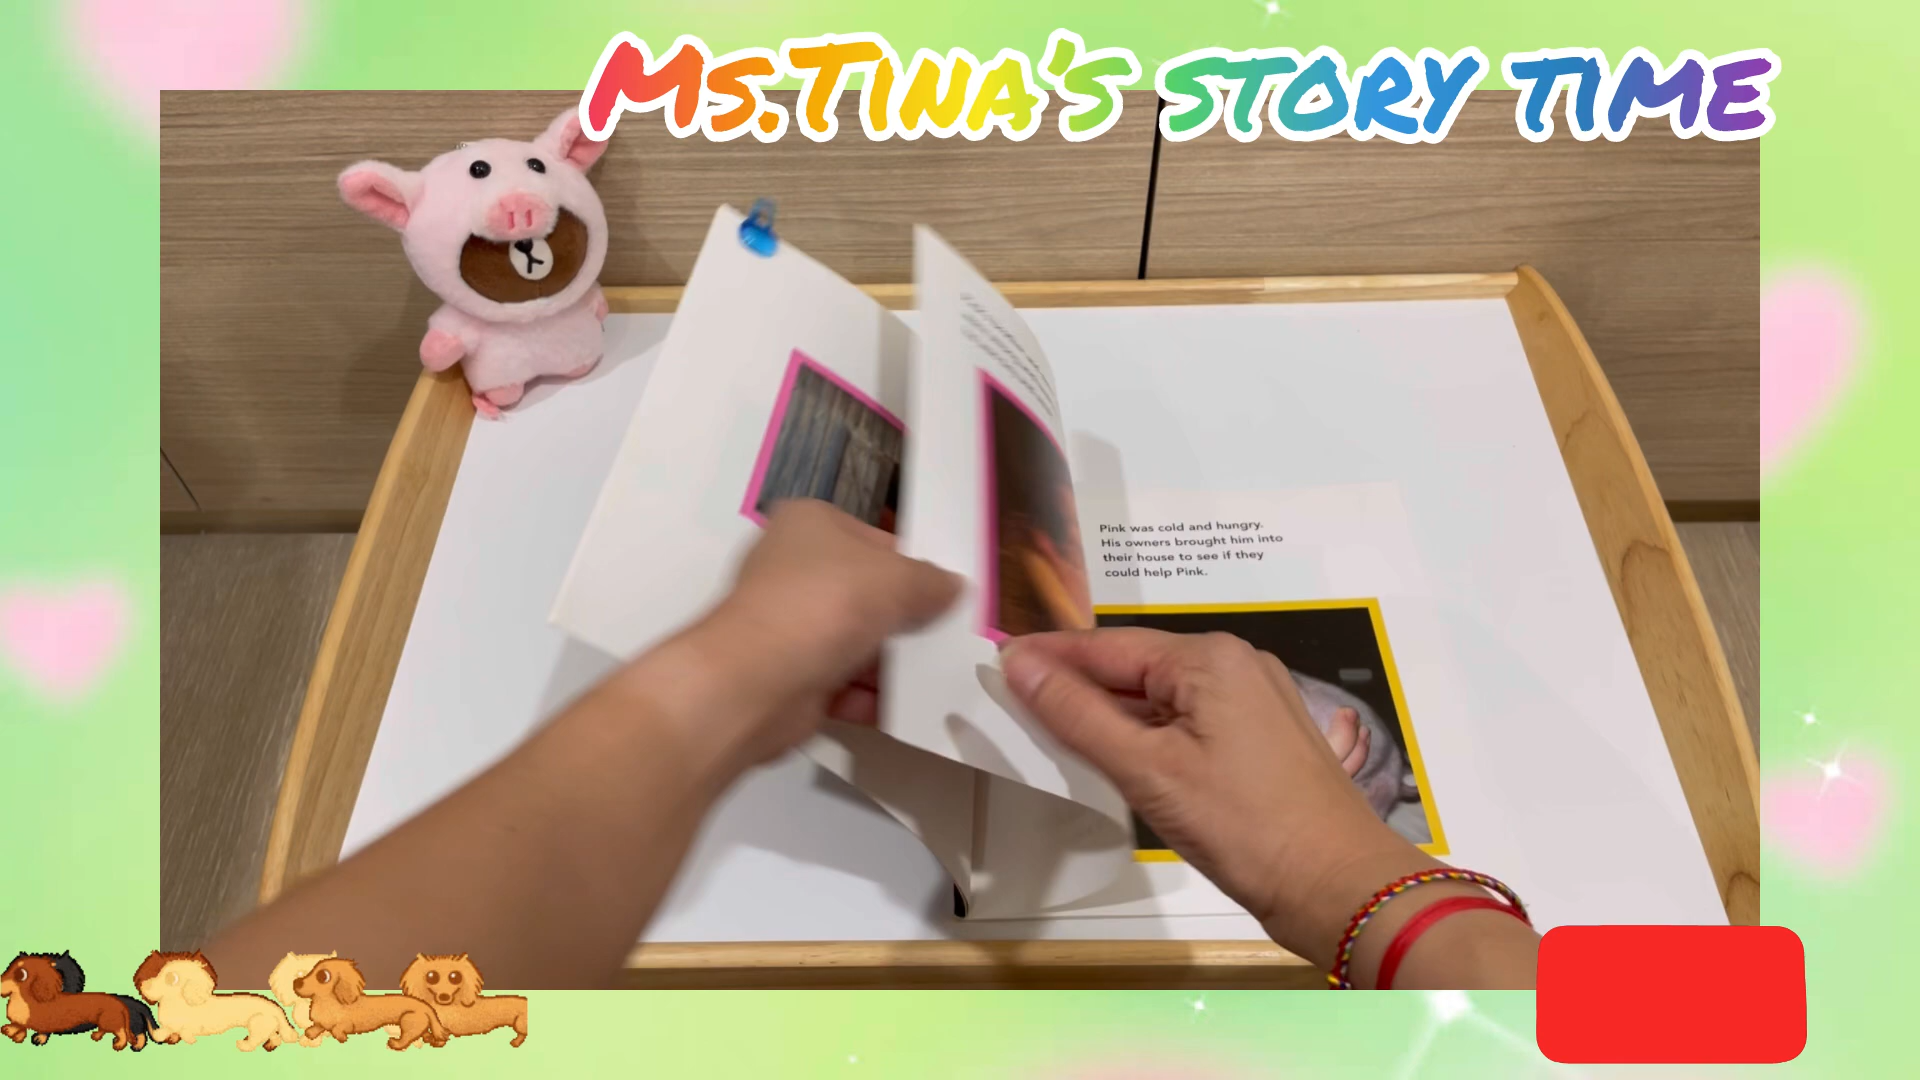 Ms.Tina's story time
Pink was cold and hungry.
His owners brought him into
their house to see if they
could help Pink.